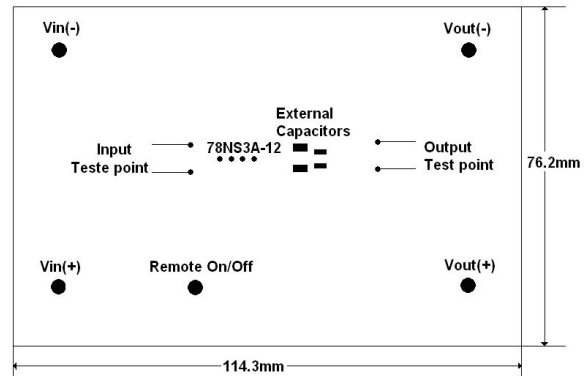 Vin(-)
Vout(-)
External
Capacitors
Input
Teste point
78NS3A-12
Output
Test point
76.2mm
Vin(+)
Remote On/Off
Vout(+)
114.3mm